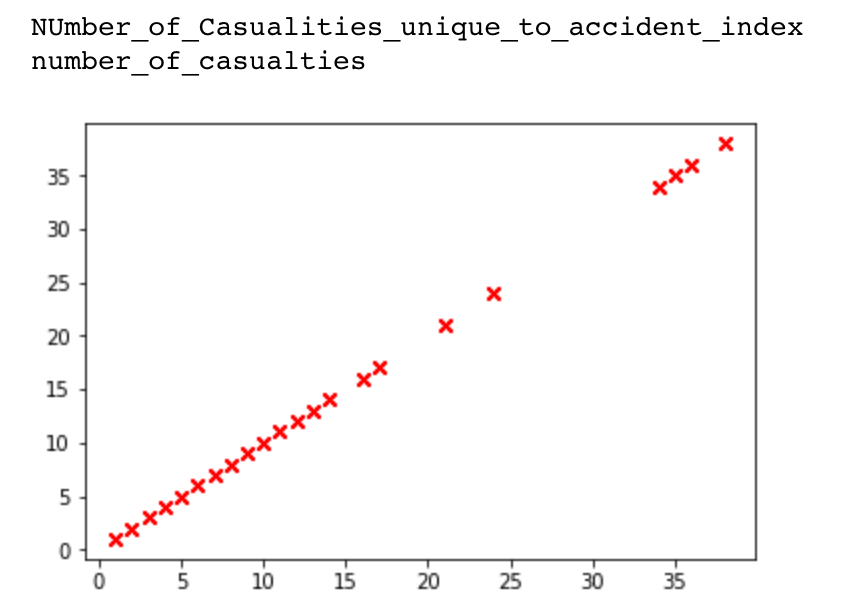 NUmber_of_Casualities_unique_to_accident_index
number_of_casualties
35
30
25
20
15
10
5
0
0 5 10 15 20 25 30 35